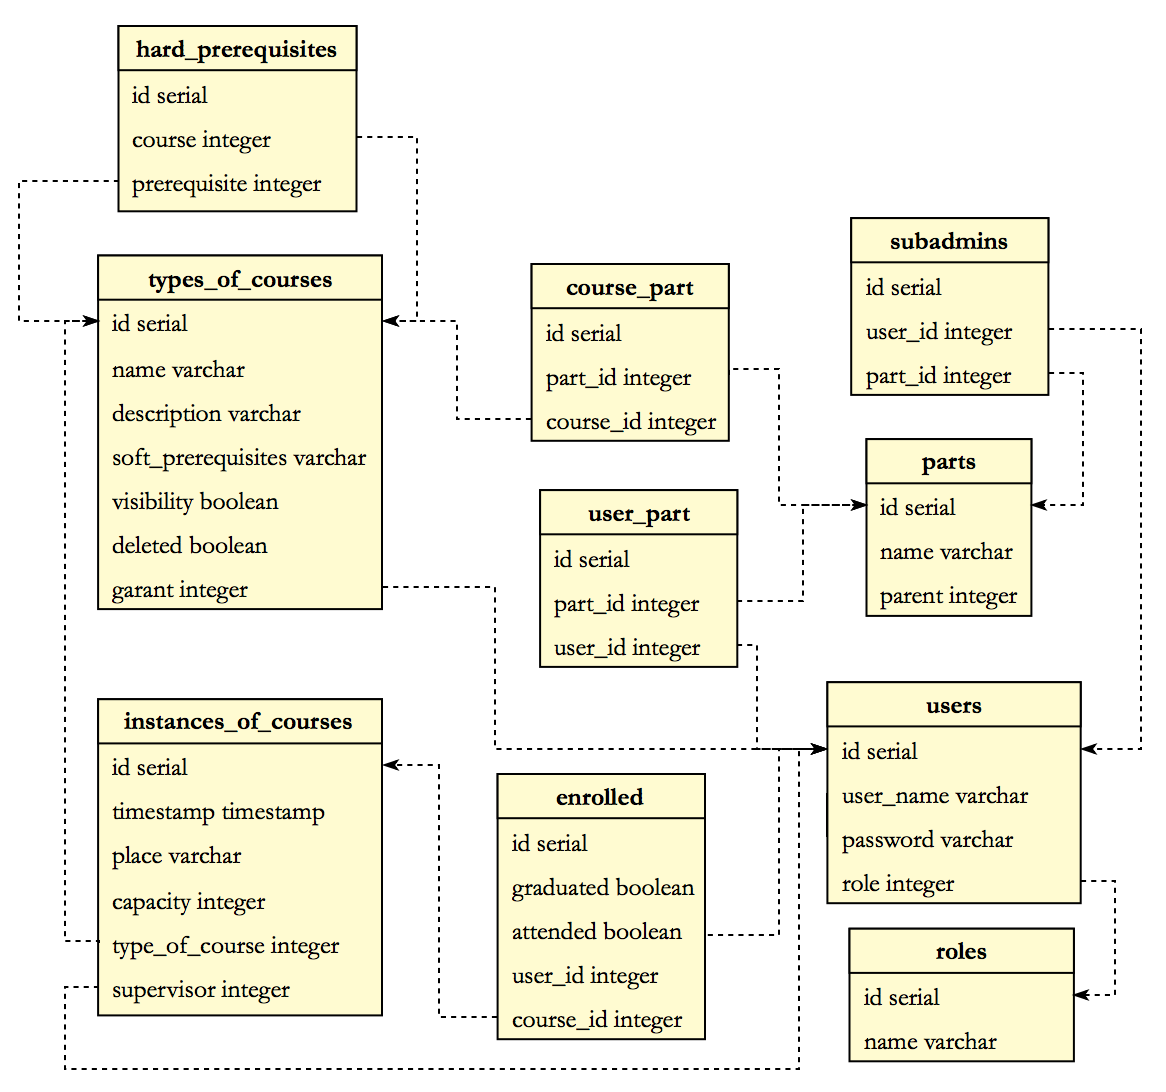 hard_prerequisites
id serial
course integer
prerequisite integer
types_of_courses
id serial
name varchar
description varchar
soft_prerequisites varchar
visibility boolean
deleted boolean
garant integer
instances_of_courses
id serial
timestamp timestamp
place varchar
capacity integer
type_of_course integer
supervisor integer
course_part
id serial
part_id integer
course_id integer
user_part
id serial
part_id integer
user_id integer
enrolled
id serial
graduated boolean
attended boolean
user_id integer
course_id integer
subadmins
id serial
user_id integer
part_id integer
parts
id serial
name varchar
parent integer
users
id serial
user_name varchar
password varchar
role integer
roles
id serial
name varchar